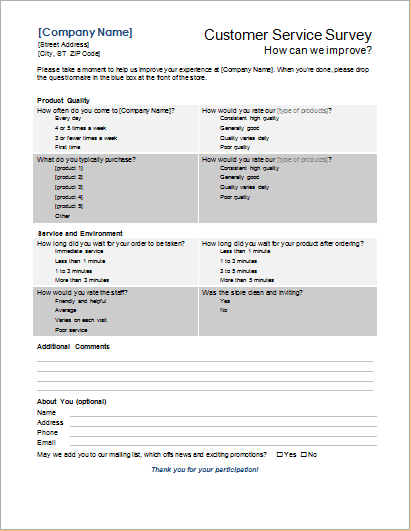 [Company Name]
[Street Address]
[City, ST ZIP Code]
Customer Service Survey
How can we improve?
Please take a moment to help us improve your experience at [Company Name]. When you're done, please drop
the questionnaire in the blue box at the front of the store.
Product Quality
How often do you come to [Company Name]?
Every day
4 or 5 times a week
3 or fewer times a week
First time
How would you rate our [type of products]?
Consistent high quality
Generally good
Quality varies daily
Poor quality
What do you typically purchase?
[product 1]
[product 2]
[product 3]
[product 4]
[product 5]
Other
How would you rate our [type of products]?
Consistent high quality
Generally good
Quality varies daily
Poor quality
Service and Environment
How long did you wait for your order to be taken?
Immediate service
Less than 1 minute
1 to 3 minutes
More than 3 minutes
How long did you wait for your product after ordering?
Less than 1 minute
1 to 3 minutes
3 to 5 minutes
More than 5 minutes
How would you rate the staff?
Friendly and helpful
Average
Varies on each visit
Poor service
Was the store clean and inviting?
Yes
No
Additional Comments
About You (optional)
Name
Address
Phone
Email
May we add you to our mailing list, which offs news and exciting promotions? ☐ Yes ☐ No
Thank you for your participation!